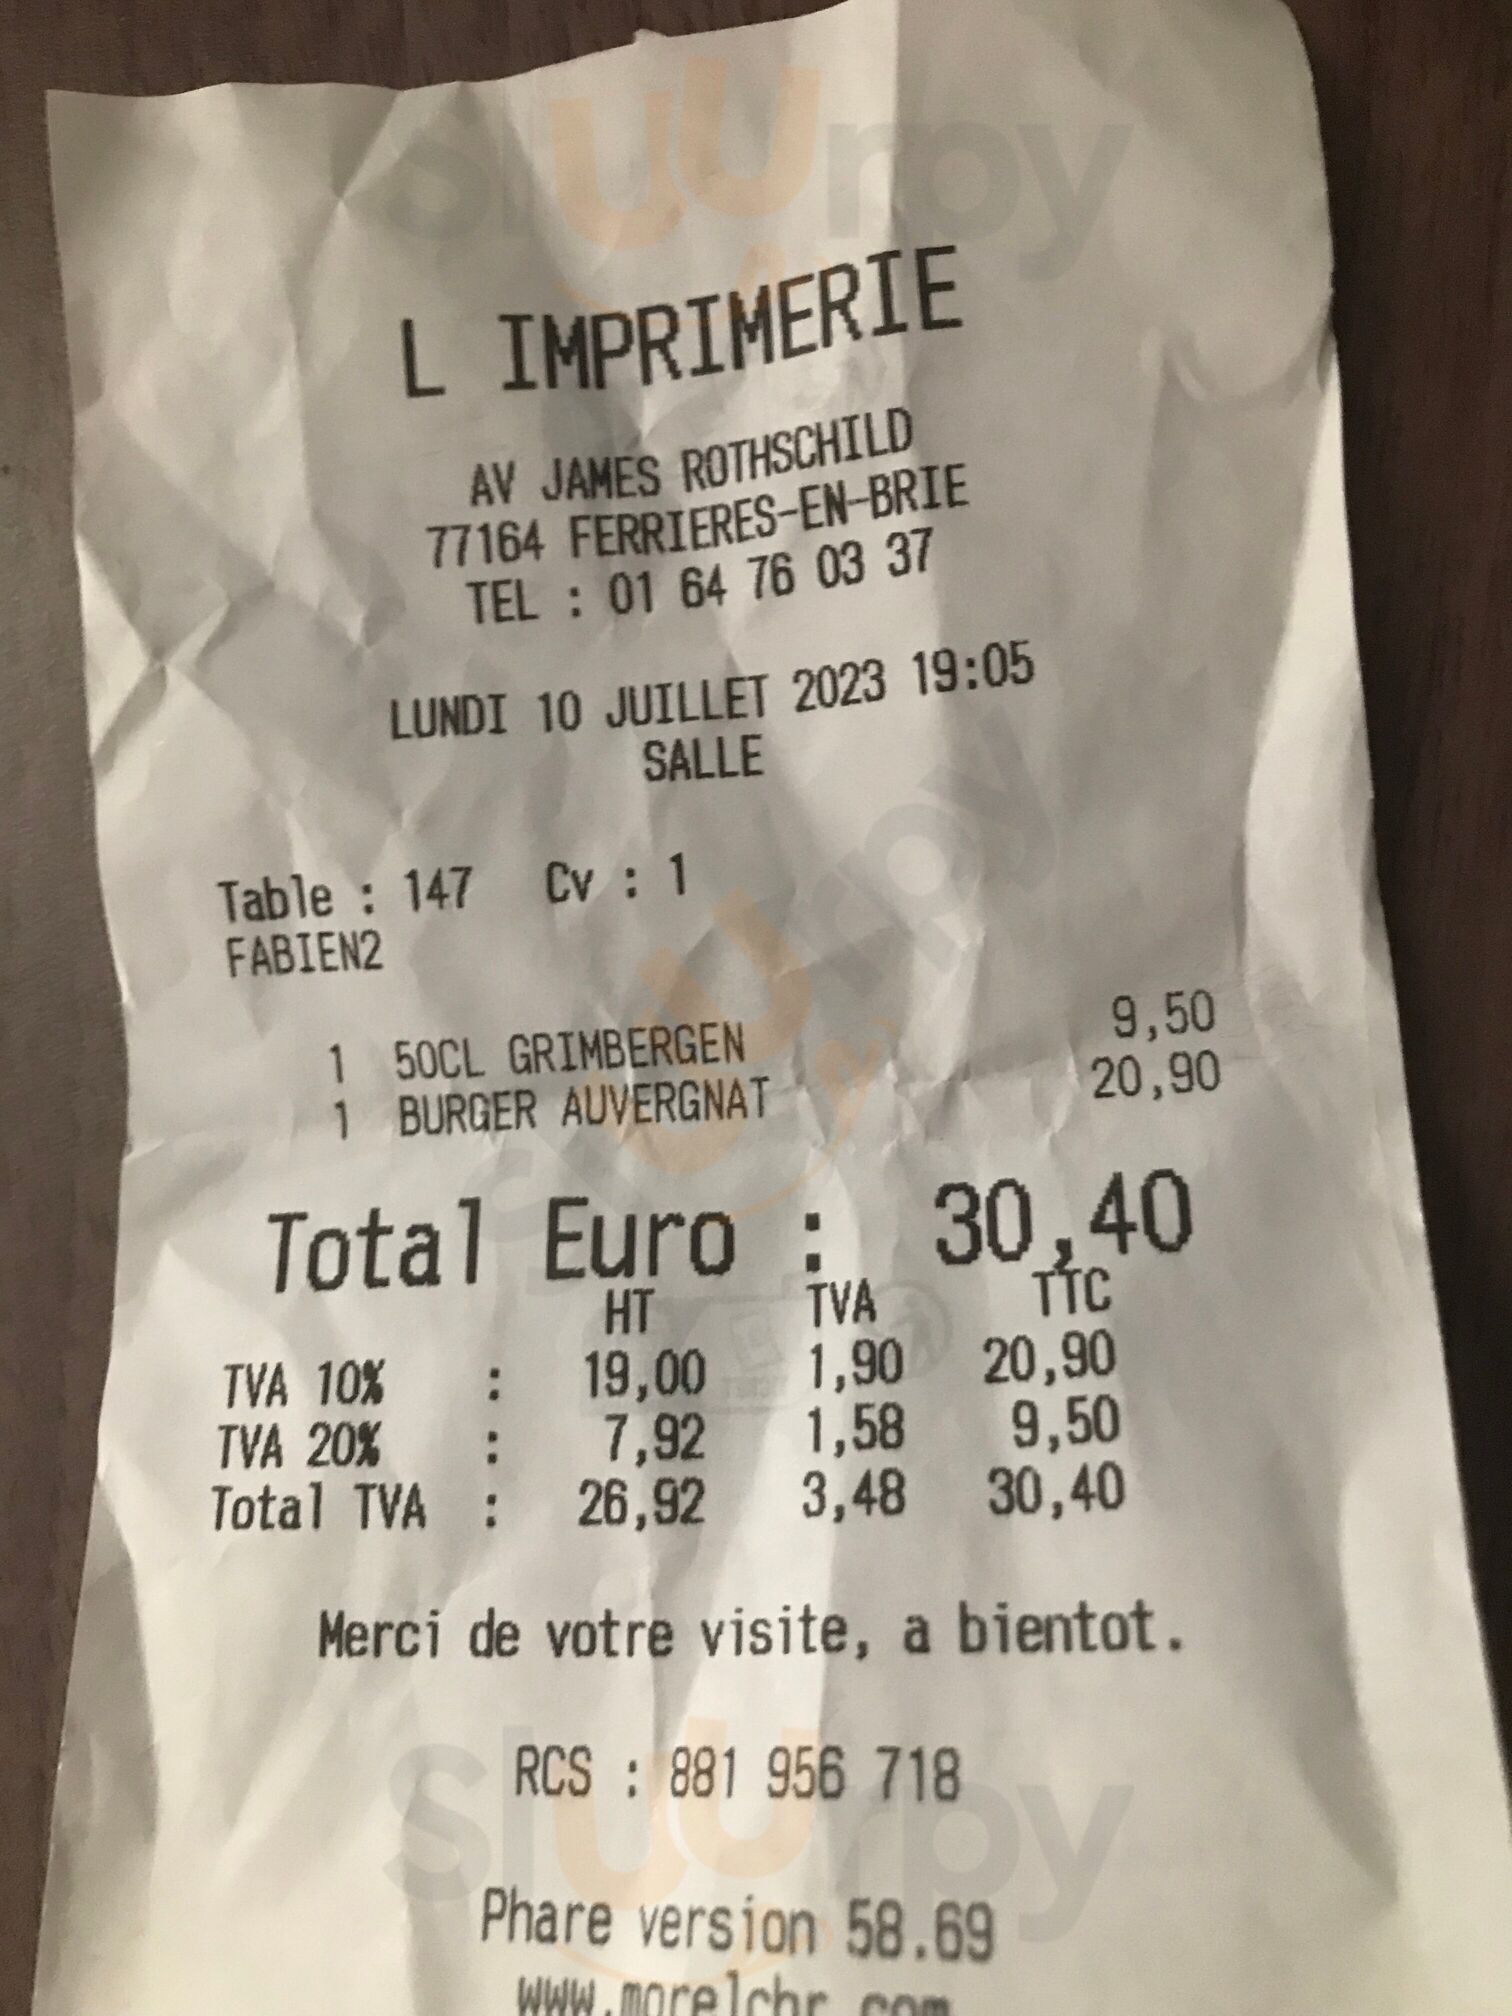 sluurpy
L IMPRIMERIE
AV JAMES ROTHSCHILD
77164 FERRIERES-EN-BRIE
TEL : 01 64 76 03 37
LUNDI 10 JUILLET 2023 19:05
SALLE
Table : 147 Cv : 1
FABIEN2
1 50CL GRIMBERGEN 9,50
1 BURGER AUVERGNAT 20,90
sluurpy
Total Euro : 30,40
HT TVA TTC
TVA 10% : 19,00 1,90 20,90
TVA 20% : 7,92 1,58 9,50
Total TVA : 26,92 3,48 30,40
Merci de votre visite, a bientot.
RCS : 881 956 718
sluurpy
Phare version 58.69
www.morelchr.com